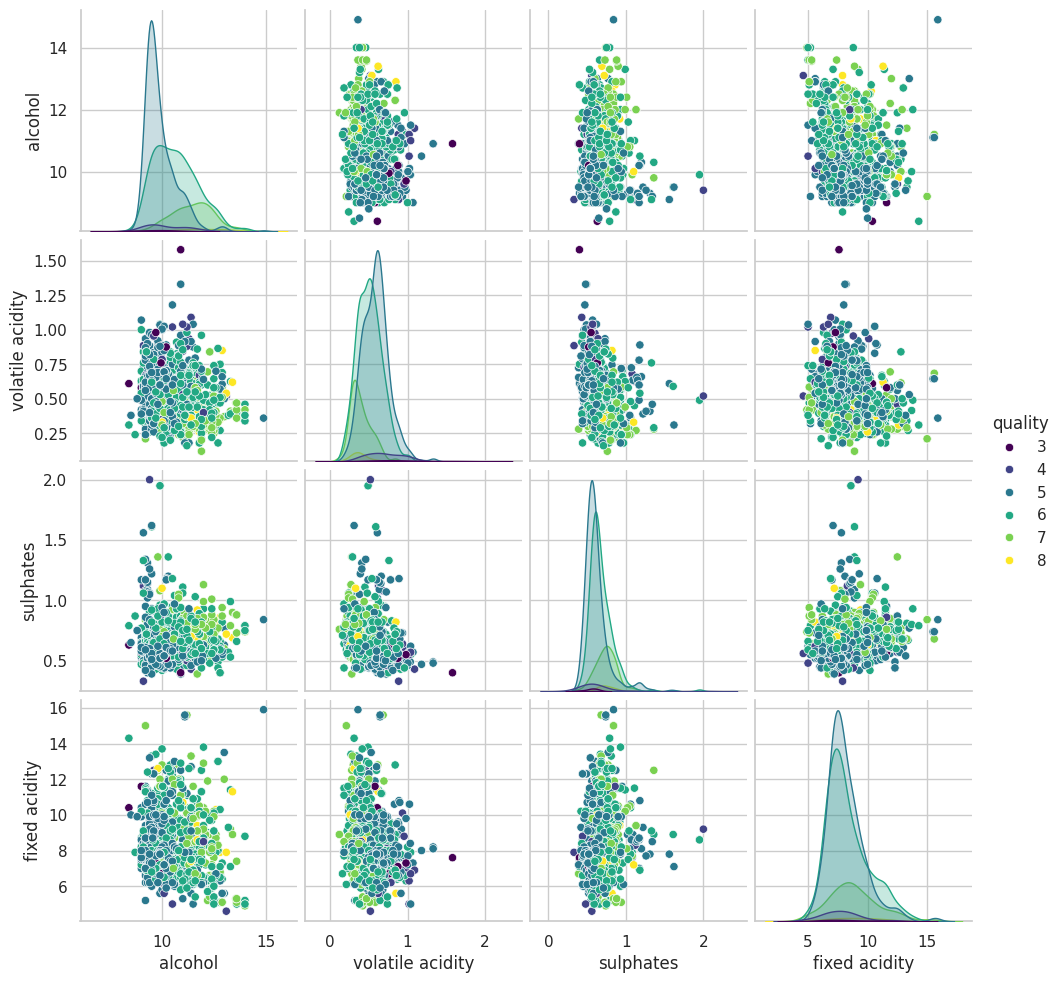 alcohol
14
12
10
volatile acidity
1.50
1.25
1.00
0.75
0.50
0.25
sulphates
2.0
1.5
1.0
0.5
fixed acidity
16
14
12
10
8
6
10 15
0 1 2
0 1 2
5 10 15
alcohol
volatile acidity
sulphates
fixed acidity
quality
3
4
5
6
7
8